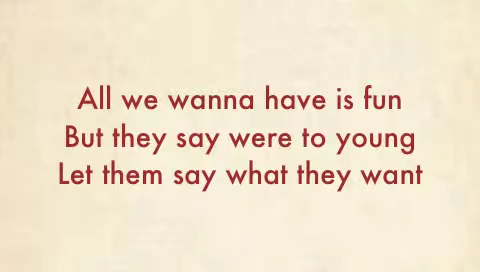 All we wanna have is fun
But they say were to young
Let them say what they want